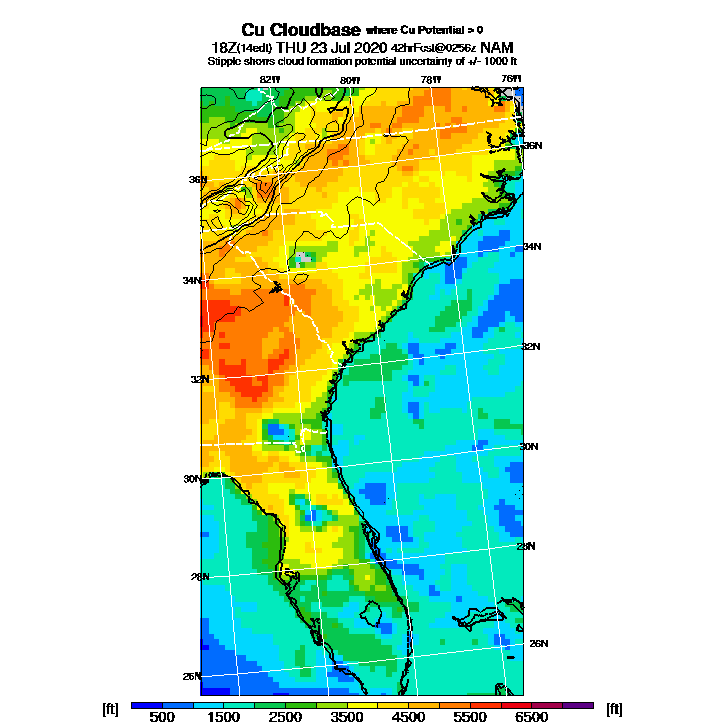 Cu Cloudbase where Cu Potential > 0
18Z(14edt) THU 23 Jul 2020 42hrFcst@0256z NAM
Stipple shows cloud formation potential uncertainty of +/- 1000 ft
82W 80W 78W 76W
36N
36N
34N
34N
32N
32N
30N
30N
28N
28N
26N
26N
[ft] 500 1500 2500 3500 4500 5500 6500 [ft]